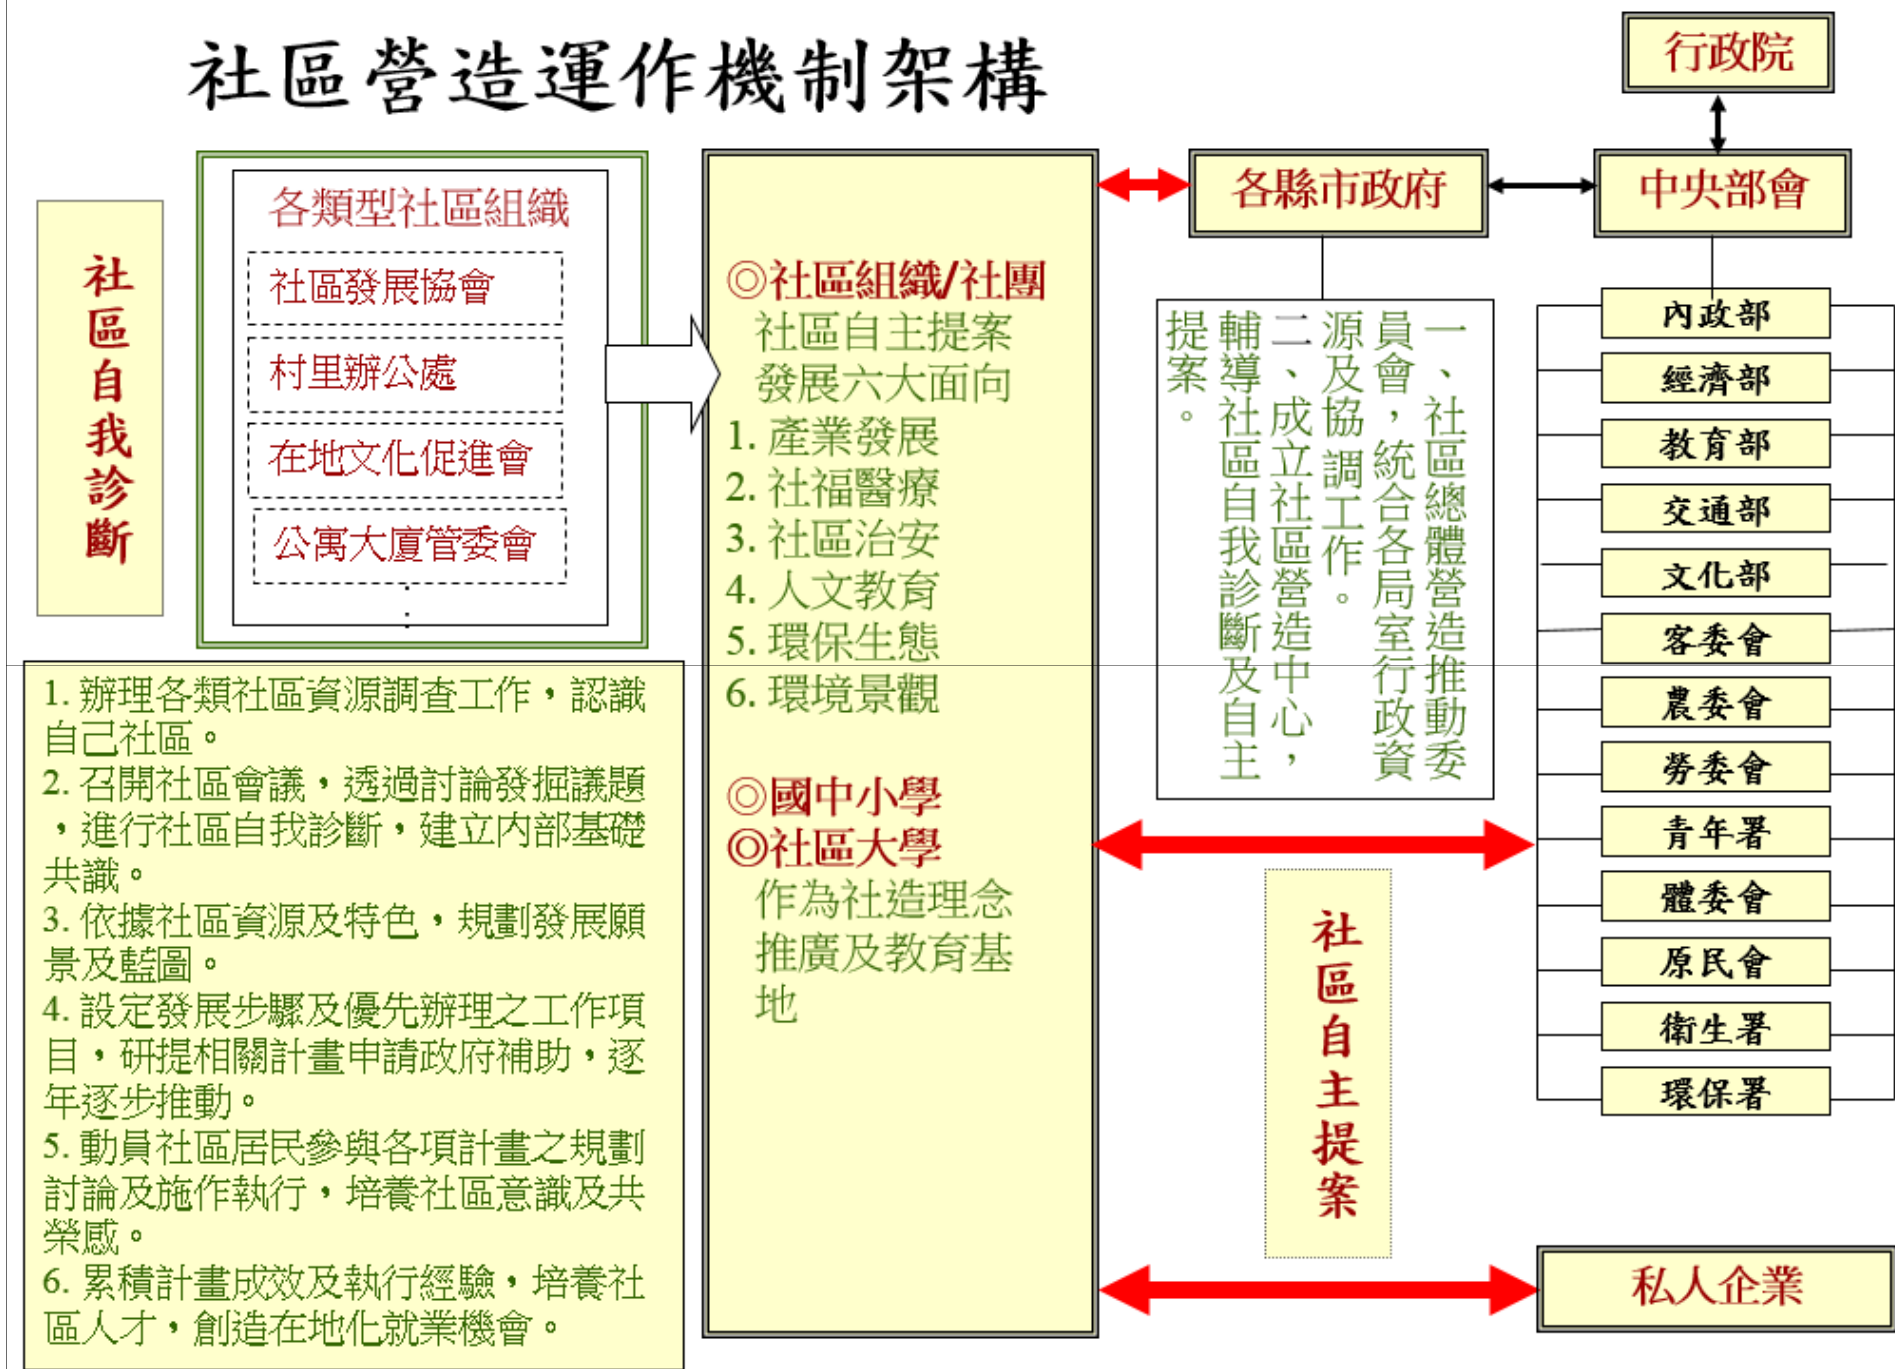 社區營造運作機制架構
行政院
中央部會
各縣市政府
社區自我診斷
各類型社區組織
社區發展協會
村里辦公處
在地文化促進會
公寓大廈管委會
⋮
1. 辦理各類社區資源調查工作，認識
自己社區。
2. 召開社區會議，透過討論發掘議題
，進行社區自我診斷，建立內部基礎
共識。
3. 依據社區資源及特色，規劃發展願
景及藍圖。
4. 設定發展步驟及優先辦理之工作項
目，研提相關計畫申請政府補助，逐
年逐步推動。
5. 動員社區居民參與各項計畫之規劃
討論及施作執行，培養社區意識及共
榮感。
6. 累積計畫成效及執行經驗，培養社
區人才，創造在地化就業機會。
◎社區組織/社團
社區自主提案
發展六大面向
1. 產業發展
2. 社福醫療
3. 社區治安
4. 人文教育
5. 環保生態
6. 環境景觀
◎國中小學
◎社區大學
作為社造理念
推廣及教育基
地
一、社區總體營造推動委
員會，統合各局室行政資
源及協調工作。
二、成立社區營造中心，
輔導社區自我診斷及自主
提案。
社區自主提案
內政部
經濟部
教育部
交通部
文化部
客委會
農委會
勞委會
青年署
體委會
原民會
衛生署
環保署
私人企業